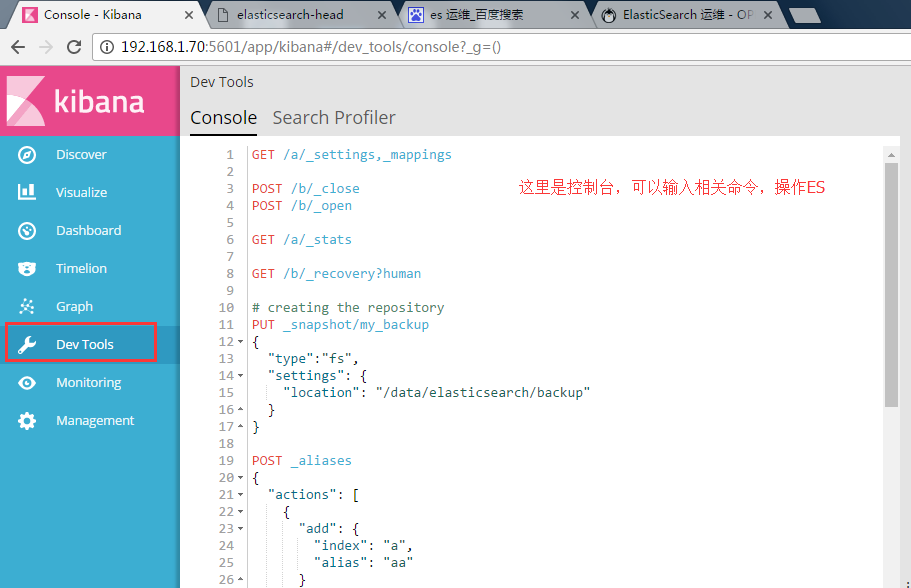 Console - Kibana
elasticsearch-head
es 运维_百度搜索
ElasticSearch 运维 - OP
192.168.1.70:5601/app/kibana#/dev_tools/console?_g=()
kibana
Discover
Visualize
Dashboard
Timelion
Graph
Dev Tools
Monitoring
Management
Dev Tools
Console Search Profiler
这里是控制台，可以输入相关命令，操作ES
1 GET /a/_settings,_mappings
2
3 POST /b/_close
4 POST /b/_open
5
6 GET /a/_stats
7
8 GET /b/_recovery?human
9
10 # creating the repository
11 PUT _snapshot/my_backup
12 {
13 "type":"fs",
14 "settings": {
15 "location": "/data/elasticsearch/backup"
16 }
17 }
18
19 POST _aliases
20 {
21 "actions": [
22 {
23 "add": {
24 "index": "a",
25 "alias": "aa"
26 }